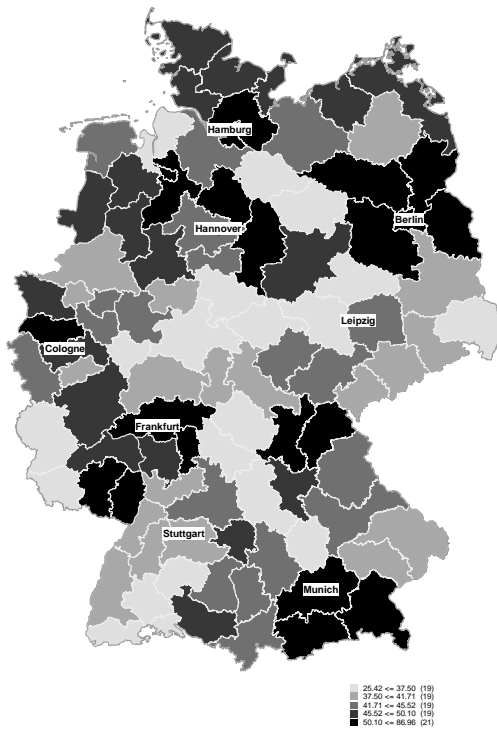 Hamburg
Berlin
Hannover
Leipzig
Cologne
Frankfurt
Stuttgart
Munich
25.42 <= 37.50 (19)
37.50 <= 41.71 (19)
41.71 <= 45.52 (19)
45.52 <= 50.10 (19)
50.10 <= 86.96 (21)